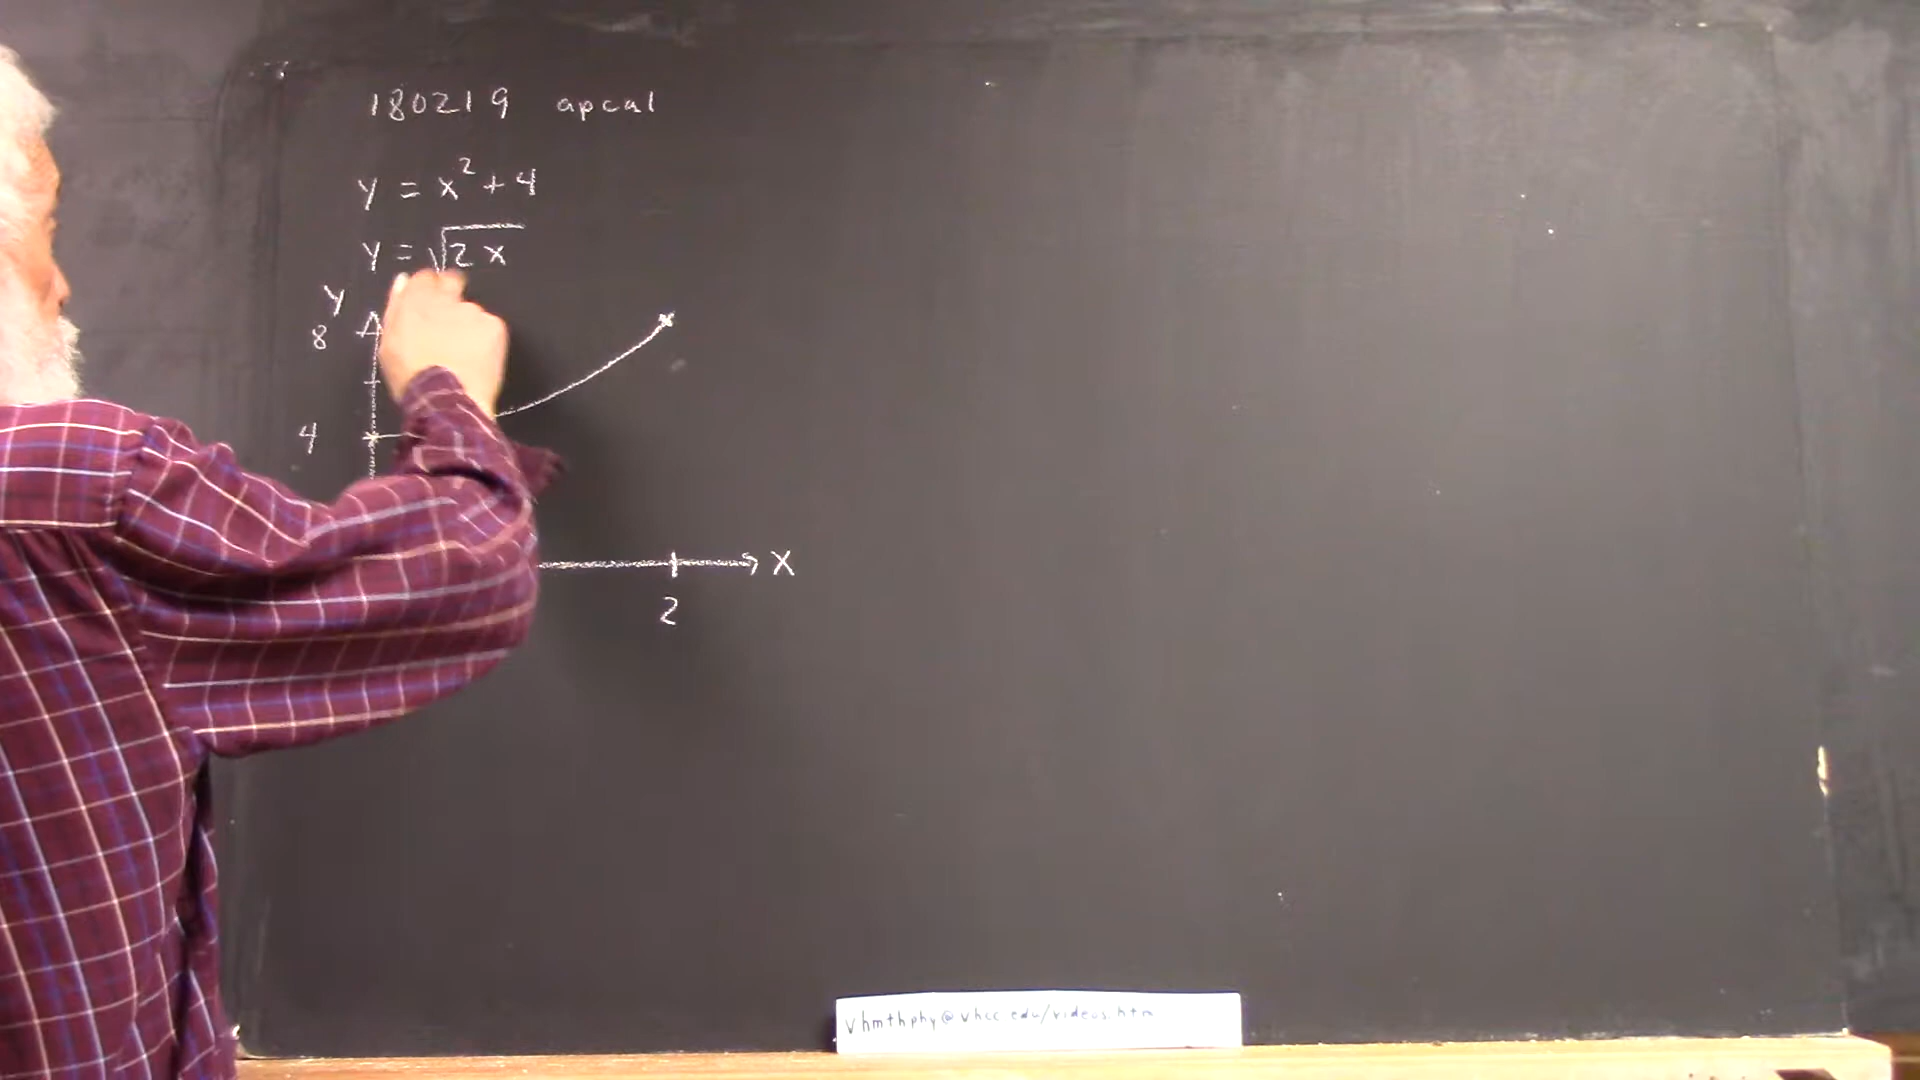 180219 apcal
y = x² + 4
y = √2x
y
8
4
x
2
vhmthphy@vhcc.edu/videos.htm